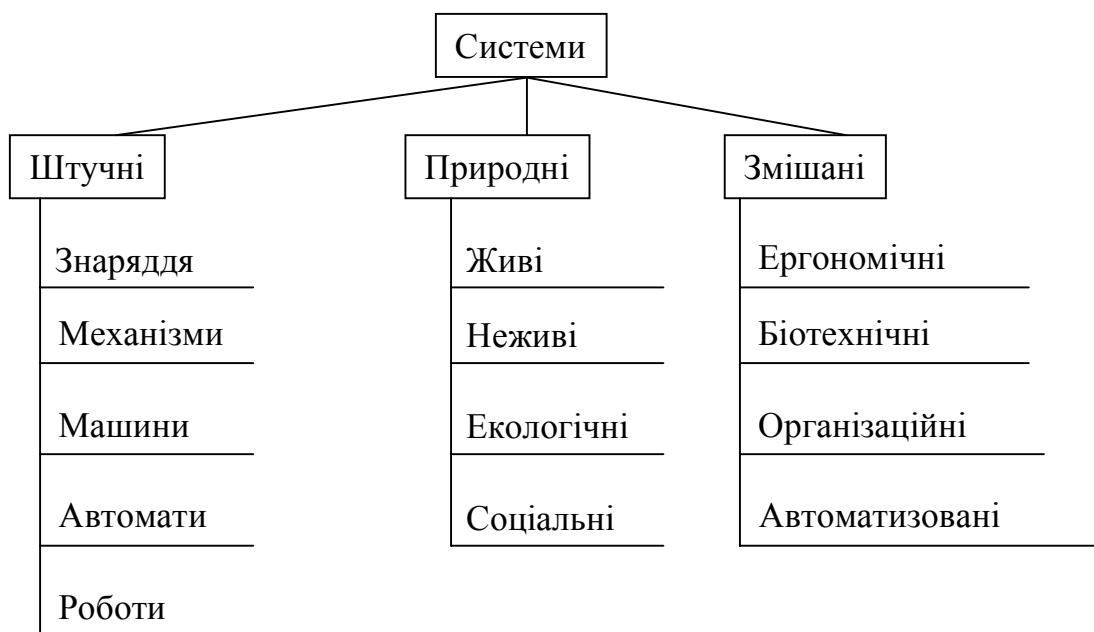 Системи
Штучні
Природні
Змішані
Знаряддя
Живі
Ергономічні
Механізми
Неживі
Біотехнічні
Машини
Екологічні
Організаційні
Автомати
Соціальні
Автоматизовані
Роботи